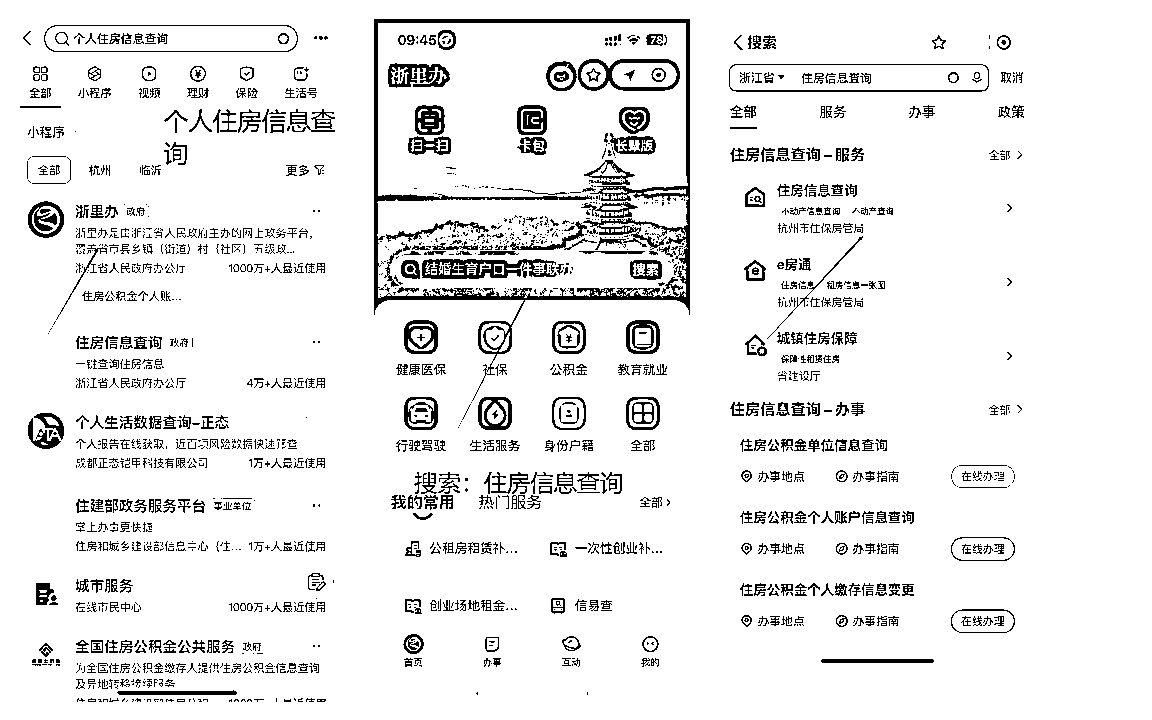 个人住房信息查询
全部 小程序 视频 理财 保险 生活号
小程序
个人住房信息查
询
全部 杭州 临沂 更多
浙里办 政府
浙里办是由浙江省人民政府主办的网上政务平台，
覆盖省市县乡镇（街道）村（社区）五级政...
浙江省人民政府办公厅 1000万+人最近使用
住房公积金个人账...
住房信息查询 政府
一键查询住房信息
浙江省人民政府办公厅 4万+人最近使用
个人生活数据查询-正态
个人报告在线获取，近百项风险数据快速筛查
成都正态铠甲科技有限公司 1万+人最近使用
住建部政务服务平台 事业单位
掌上办事更快捷
住房和城乡建设部信息中心（住... 1万+人最近使用
城市服务
在线市民中心 1000万+人最近使用
全国住房公积金公共服务 政府
为全国住房公积金缴存人提供住房公积金信息查询
及异地转移接续服务
09:45 78
浙里办
扫一扫 卡包 长辈版
结婚生育户口一件事联办 搜索
健康医保 社保 公积金 教育就业
行驶驾驶 生活服务 身份户籍 全部
搜索：住房信息查询
我的常用 热门服务 全部
公租房租赁补... 一次性创业补...
创业场地租金... 信易查
首页 办事 互动 我的
搜索
浙江省 住房信息查询 取消
全部 服务 办事 政策
住房信息查询-服务 全部
住房信息查询
不动产信息查询 不动产查询
杭州市住保房管局
e房通
住房信息 租房信息一张图
杭州市住保房管局
城镇住房保障
保障性租赁住房
省建设厅
住房信息查询-办事 全部
住房公积金单位信息查询
办事地点 办事指南 在线办理
住房公积金个人账户信息查询
办事地点 办事指南 在线办理
住房公积金个人缴存信息变更
办事地点 办事指南 在线办理